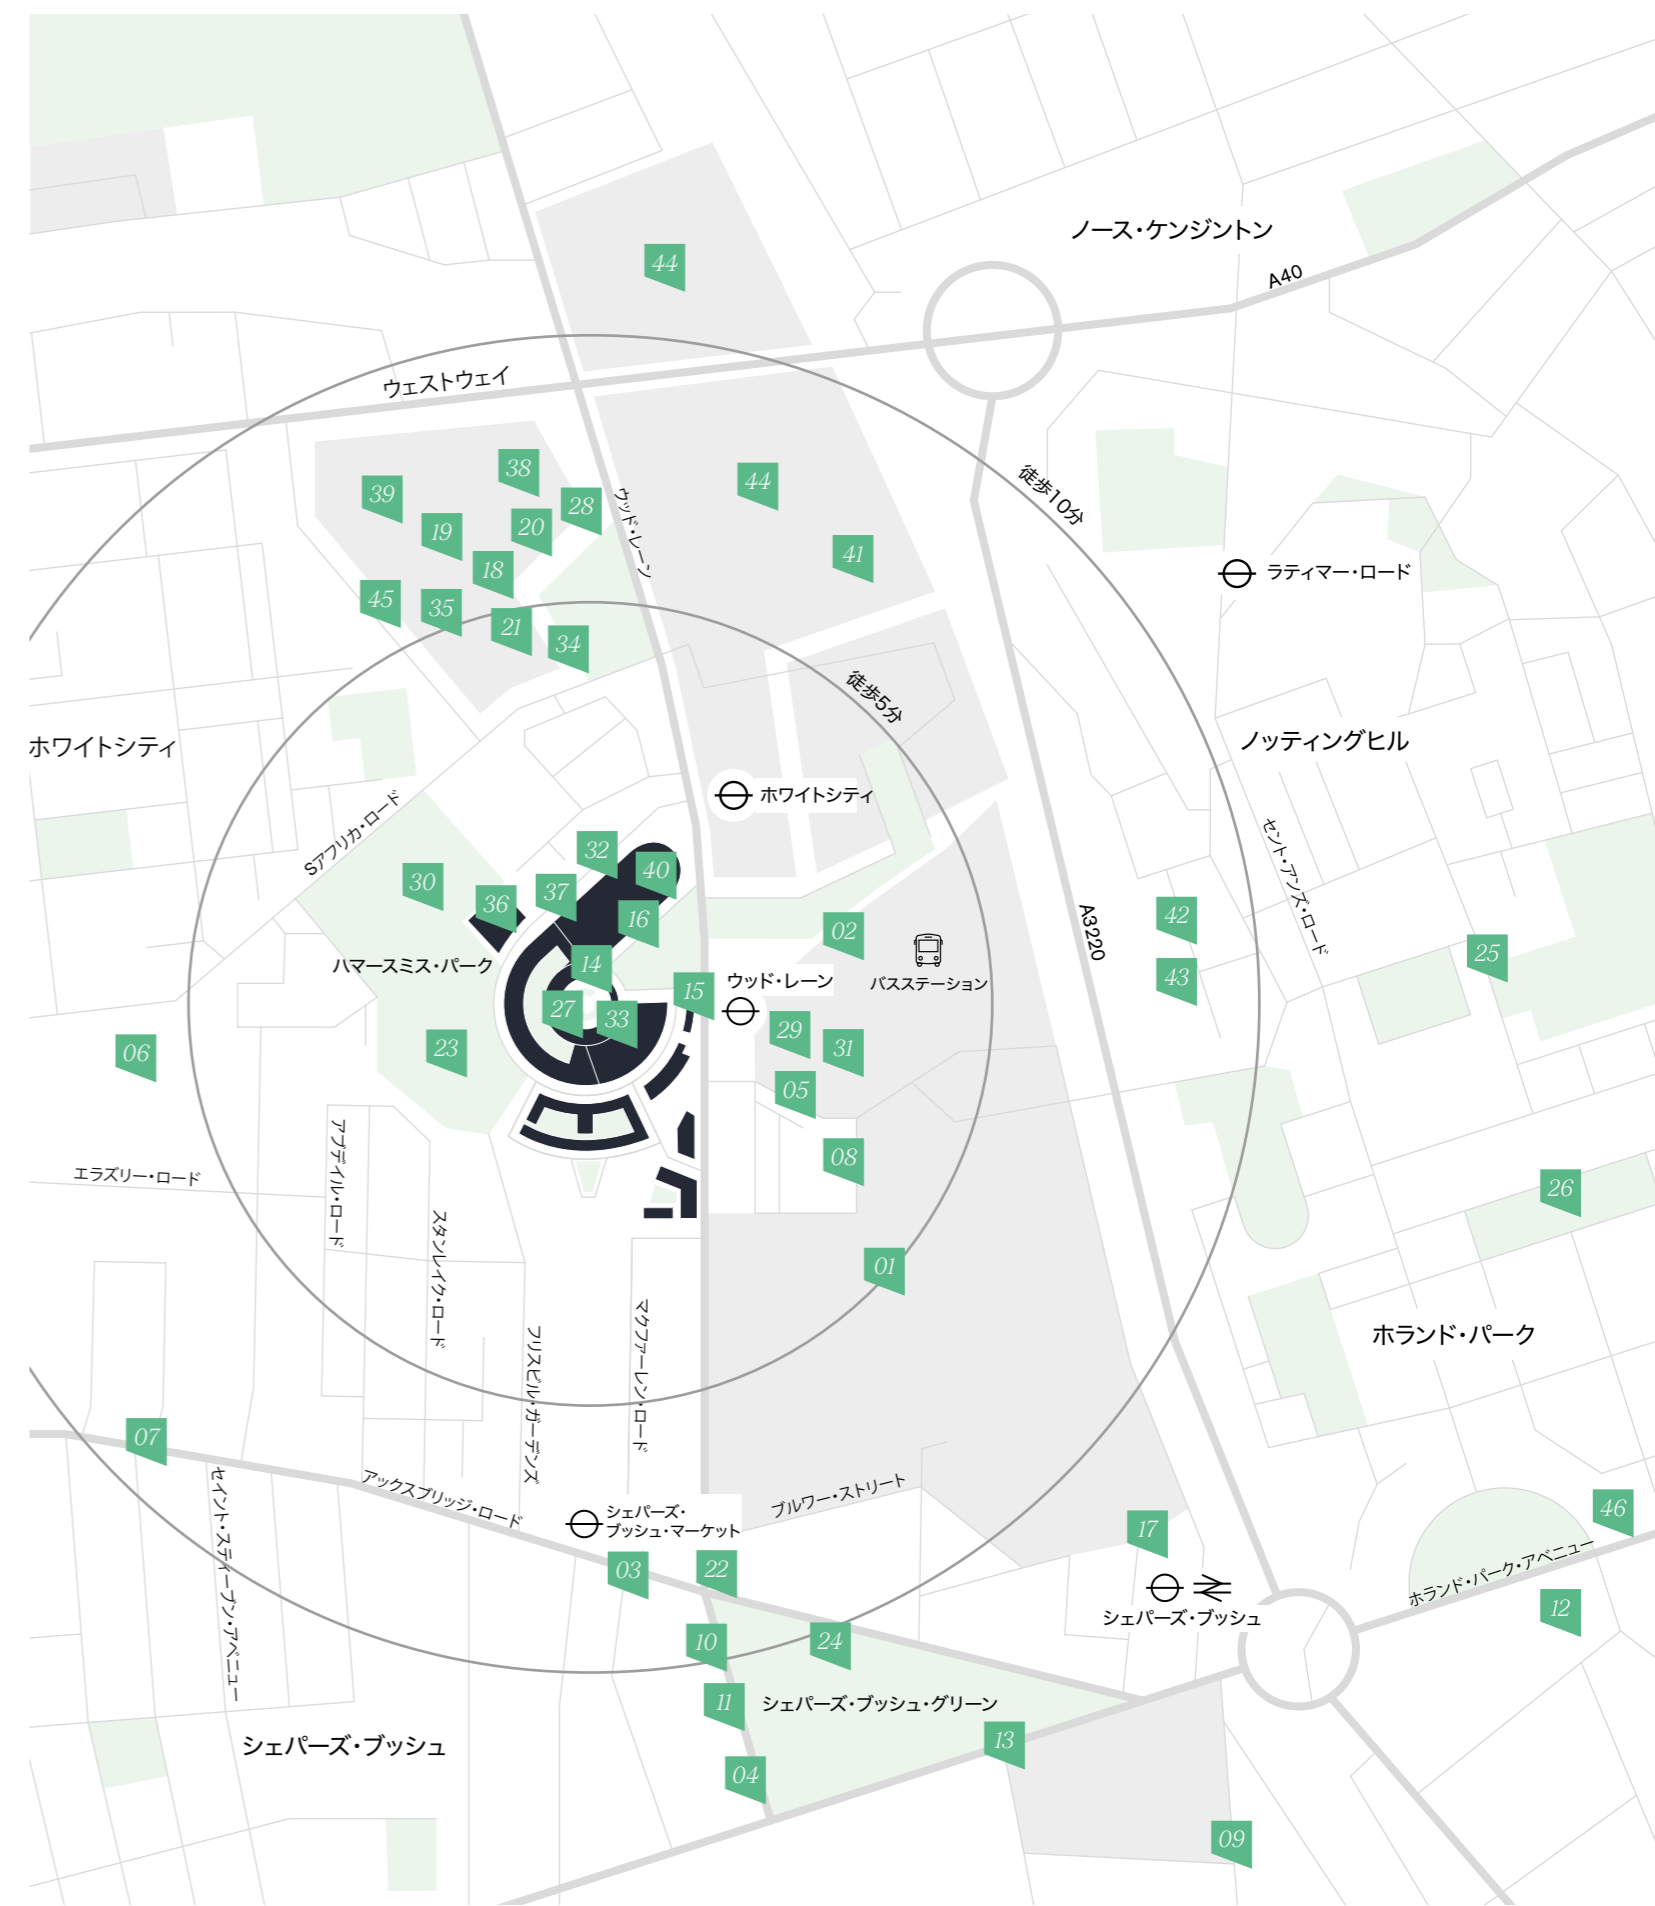 ノース・ケンジントン
44
A40
ウェストウェイ
38
39
44
28
徒歩10分
ウッド・レーン
20
19
41
18
ラティマー・ロード
45
35
21
34
徒歩5分
ホワイトシティ
ノッティングヒル
ホワイトシティ
Sアフリカ・ロード
セント・アンズ・ロード
32
40
30
37
36
16
42
02
A3220
25
ハマースミス・パーク
14
バスステーション
43
ウッド・レーン
15
27
33
29
31
23
06
05
08
エラズリー・ロード
アブデイル・ロード
26
スタンレイク・ロード
01
ホランド・パーク
マクファーレン・ロード
フリスビル・ガーデンズ
07
アックスブリッジ・ロード
ブルワー・ストリート
セイント・スティーブン・アベニュー
シェパーズ・
ブッシュ・マーケット
46
17
ホランド・パーク・アベニュー
03
22
シェパーズ・ブッシュ
12
10
24
11
シェパーズ・ブッシュ・グリーン
シェパーズ・ブッシュ
13
04
09